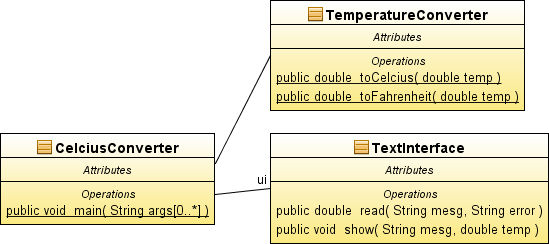 TemperatureConverter
Attributes
Operations
public double toCelcius( double temp )
public double toFahrenheit( double temp )
CelciusConverter
Attributes
Operations
public void main( String args[0..*] )
ui
TextInterface
Attributes
Operations
public double read( String mesg, String error )
public void show( String mesg, double temp )